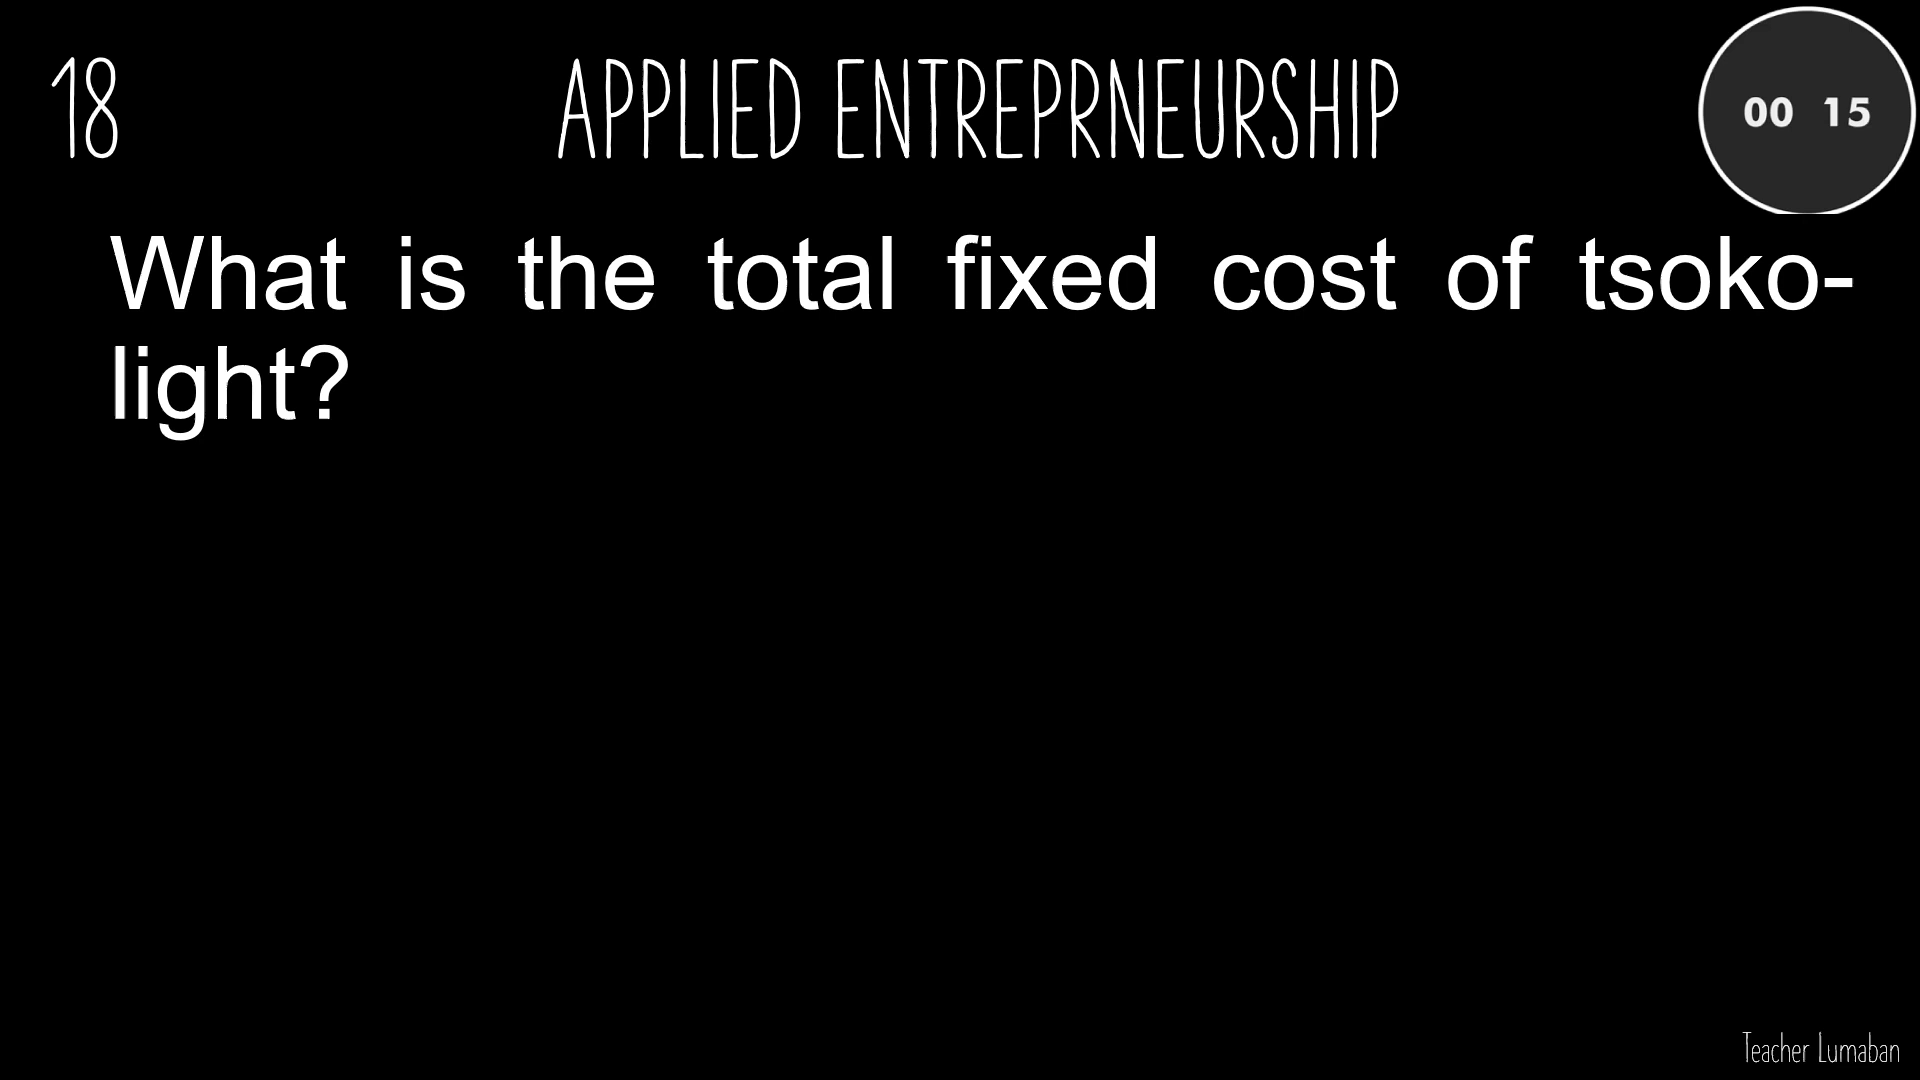 18
APPLIED ENTREPRNEURSHIP
00 15
What is the total fixed cost of tsoko-
light?
Teacher Lumaban